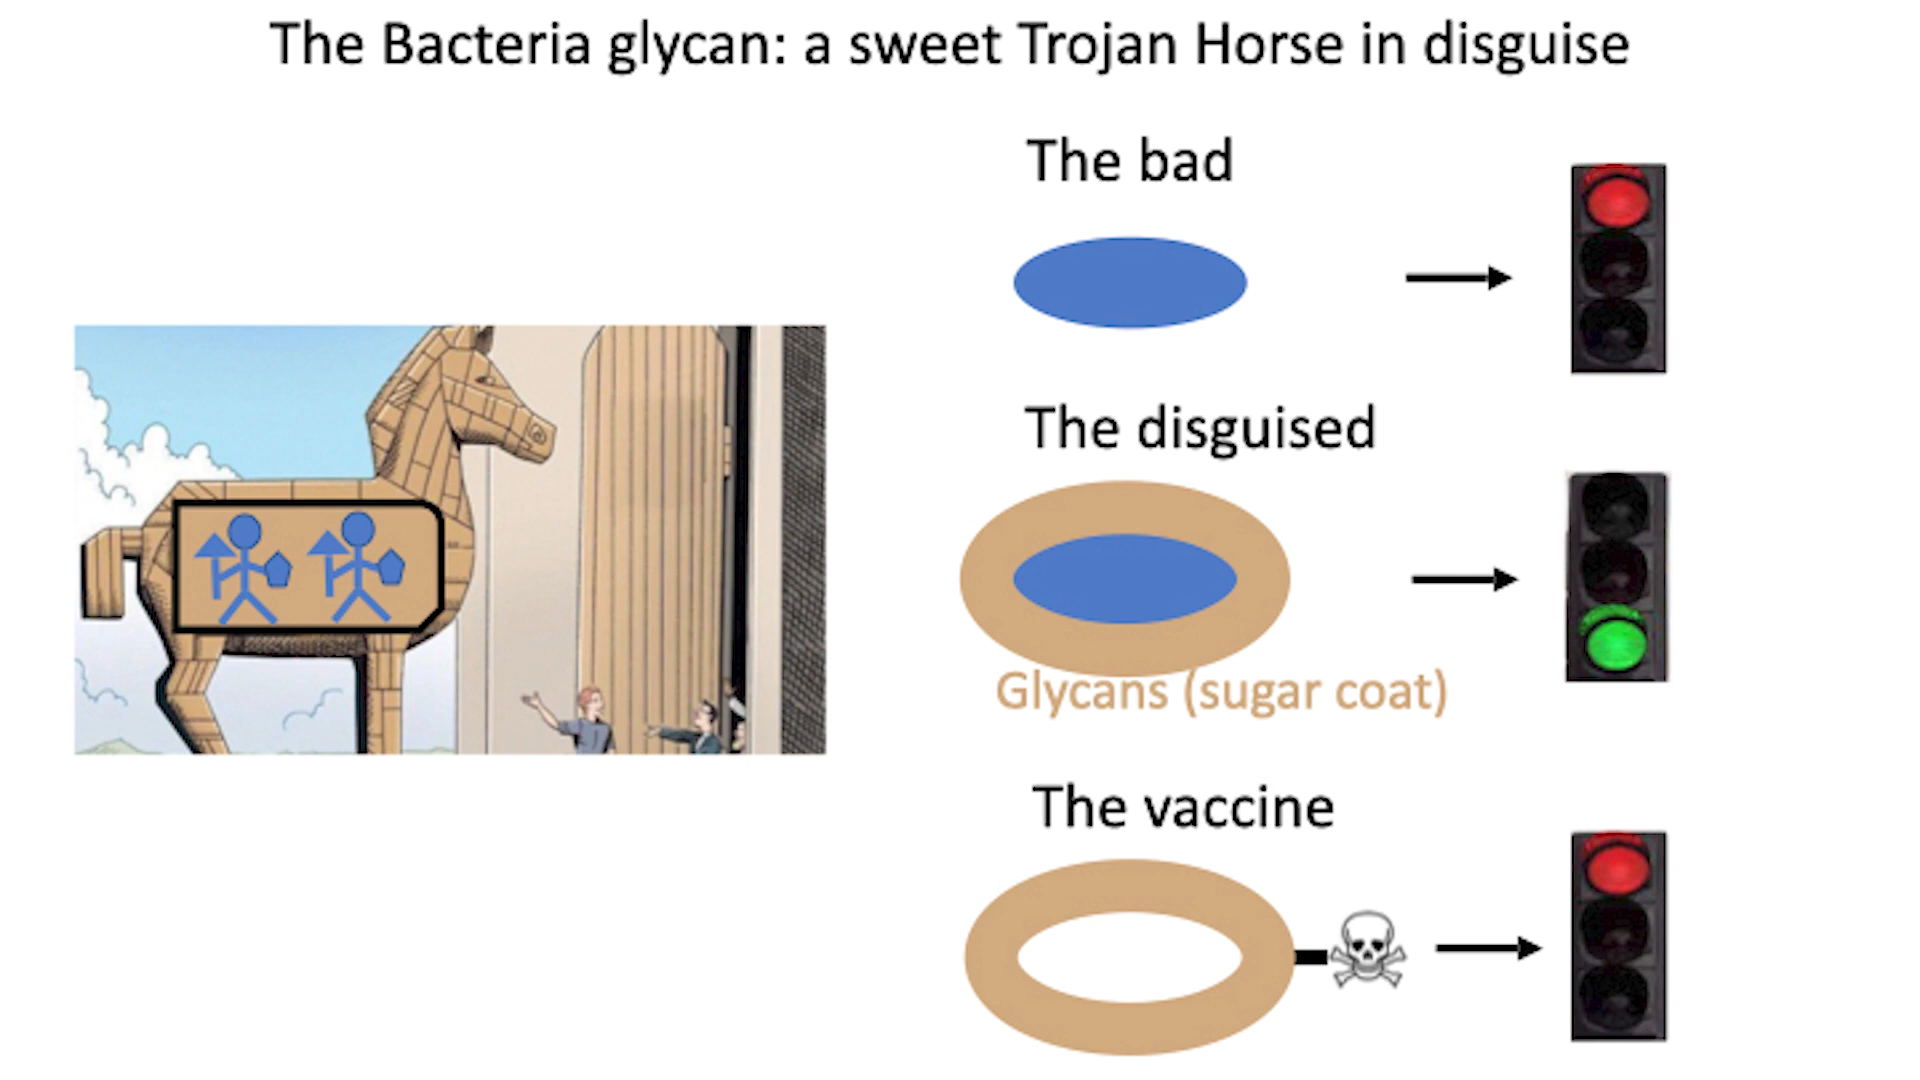 The Bacteria glycan: a sweet Trojan Horse in disguise
The bad
The disguised
Glycans (sugar coat)
The vaccine